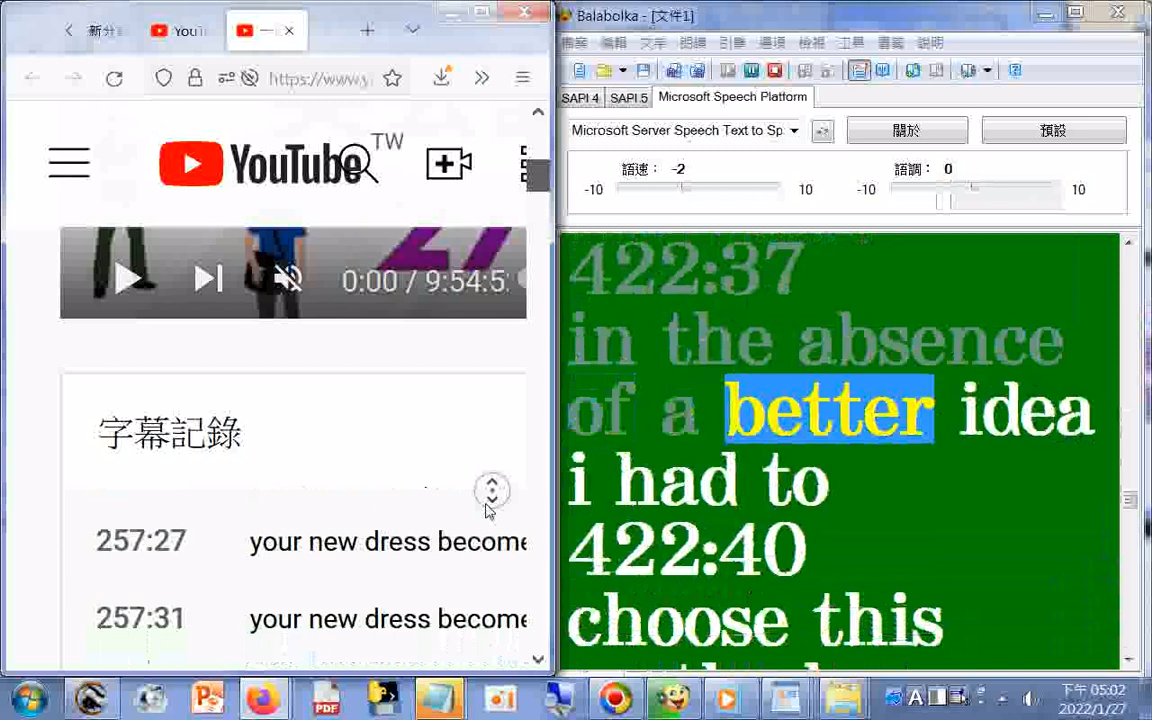 新分
YouT
一
https://www.y
YouTube
TW
27
0:00 / 9:54:5
字幕記錄
257:27 your new dress become
257:31 your new dress become
Balabolka - [文件1]
檔案 編輯 文字 朗讀 引擎 選項 檢視 工具 書籤 說明
SAPI 4 SAPI 5 Microsoft Speech Platform
Microsoft Server Speech Text to Sp
關於
預設
語速： -2
-10 10
語調： 0
-10 10
422:37
in the absence
of a better idea
i had to
422:40
choose this
PDF
A
下午 05:02
2022/1/27